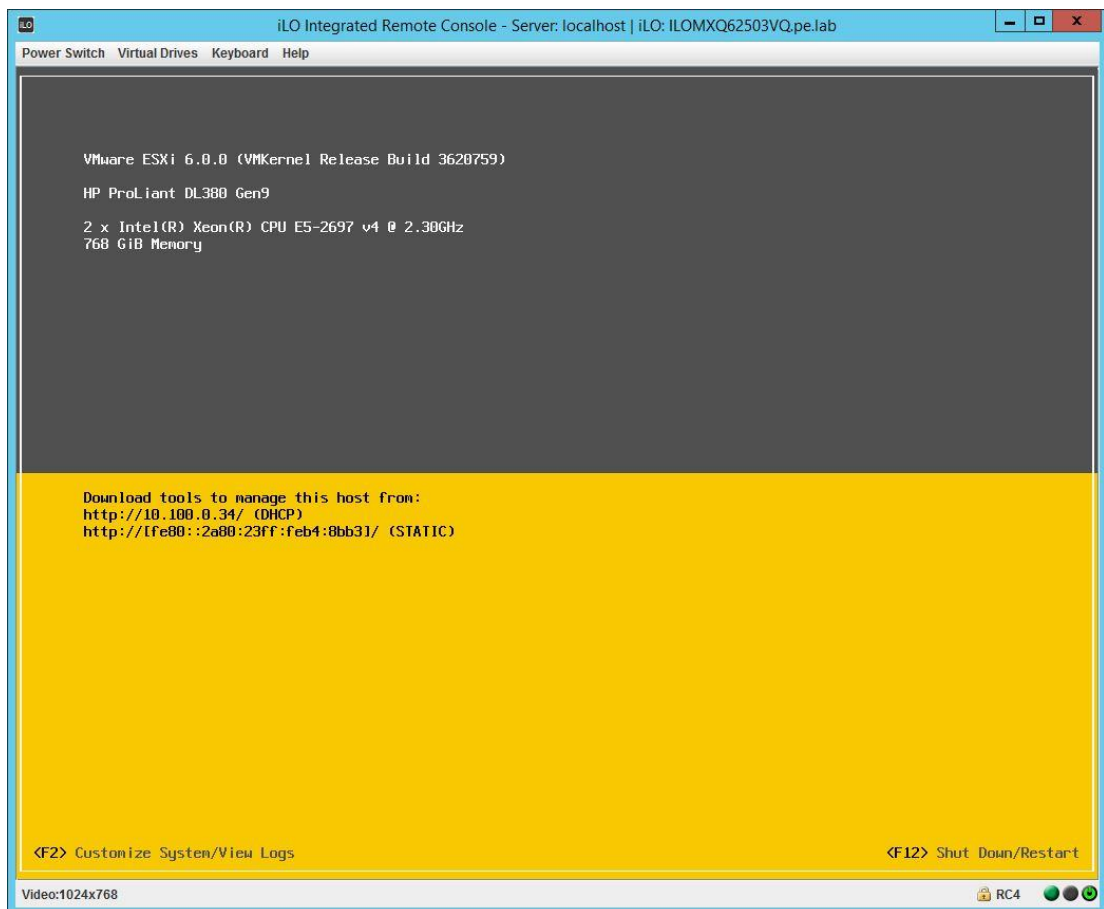 iLO
iLO Integrated Remote Console - Server: localhost | iLO: ILOMXQ62503VQ.pe.lab
Power Switch Virtual Drives Keyboard Help
VMware ESXi 6.0.0 (VMKernel Release Build 3620759)
HP ProLiant DL380 Gen9
2 x Intel(R) Xeon(R) CPU E5-2697 v4 @ 2.30GHz
768 GiB Memory
Download tools to manage this host from:
http://10.100.0.34/ (DHCP)
http://[fe80::2a80:23ff:feb4:8bb3]/ (STATIC)
<F2> Customize System/View Logs
<F12> Shut Down/Restart
Video:1024x768
RC4